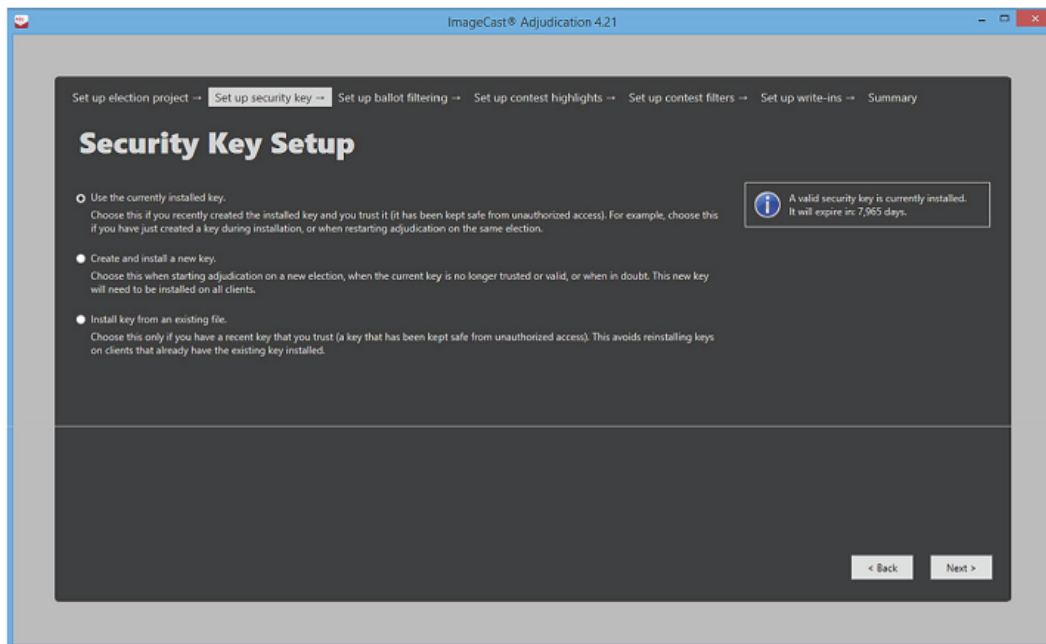 ImageCast® Adjudication 4.21
Set up election project → Set up security key → Set up ballot filtering → Set up contest highlights → Set up contest filters → Set up write-ins → Summary
Security Key Setup
Use the currently installed key.
Choose this if you recently created the installed key and you trust it (it has been kept safe from unauthorized access). For example, choose this
if you have just created a key during installation, or when restarting adjudication on the same election.
A valid security key is currently installed.
It will expire in: 7,965 days.
Create and install a new key.
Choose this when starting adjudication on a new election, when the current key is no longer trusted or valid, or when in doubt. This new key
will need to be installed on all clients.
Install key from an existing file.
Choose this only if you have a recent key that you trust (a key that has been kept safe from unauthorized access). This avoids reinstalling keys
on clients that already have the existing key installed.
< Back
Next >